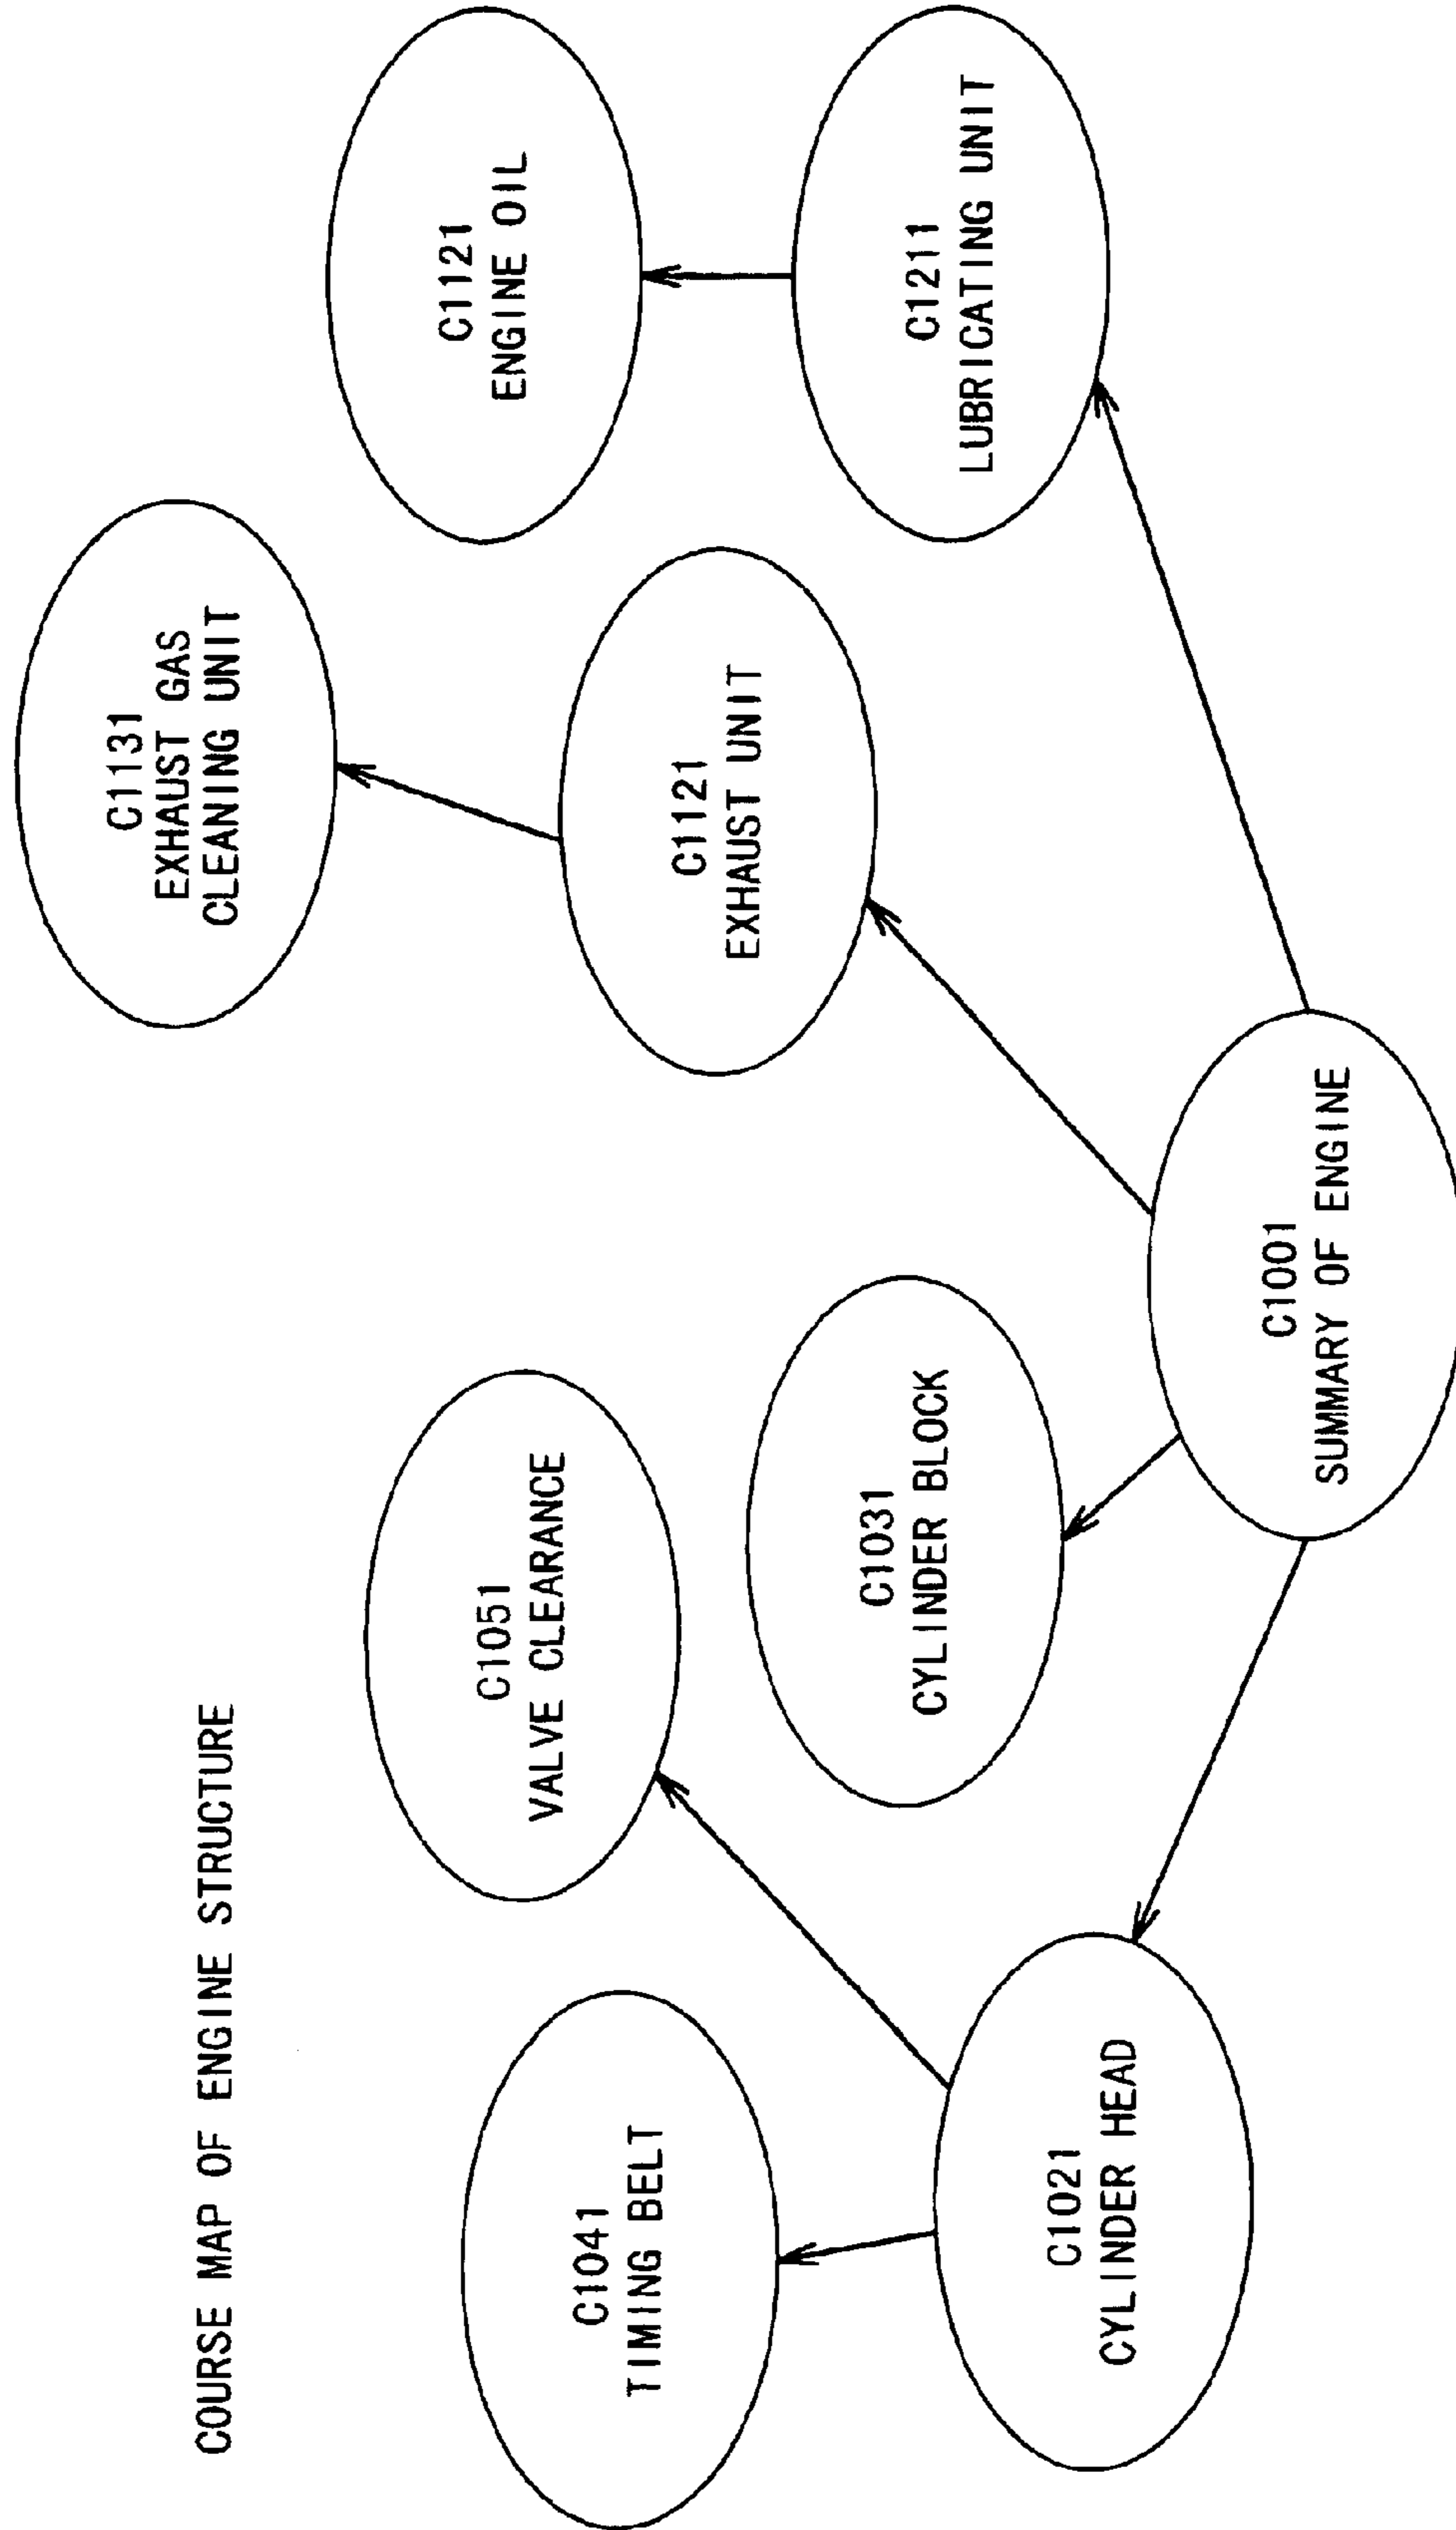 COURSE MAP OF ENGINE STRUCTURE
C1131
EXHAUST GAS
CLEANING UNIT
C1121
ENGINE OIL
C1051
VALVE CLEARANCE
C1041
TIMING BELT
C1121
EXHAUST UNIT
C1031
CYLINDER BLOCK
C1211
LUBRICATING UNIT
C1021
CYLINDER HEAD
C1001
SUMMARY OF ENGINE